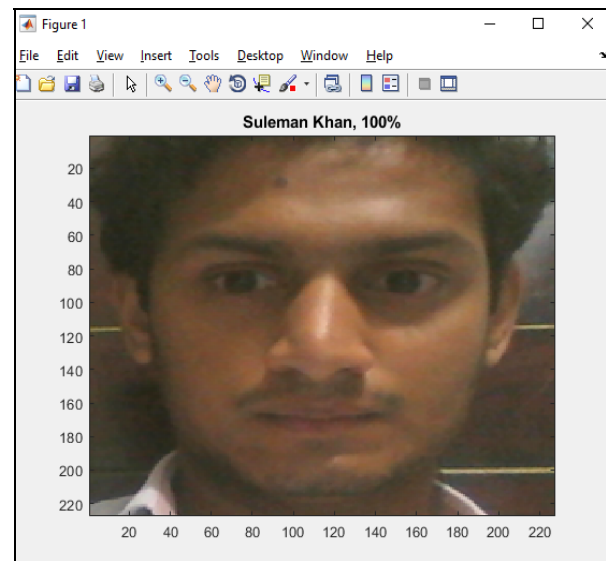 Figure 1
File Edit View Insert Tools Desktop Window Help
Suleman Khan, 100%
20
40
60
80
100
120
140
160
180
200
220
20 40 60 80 100 120 140 160 180 200 220